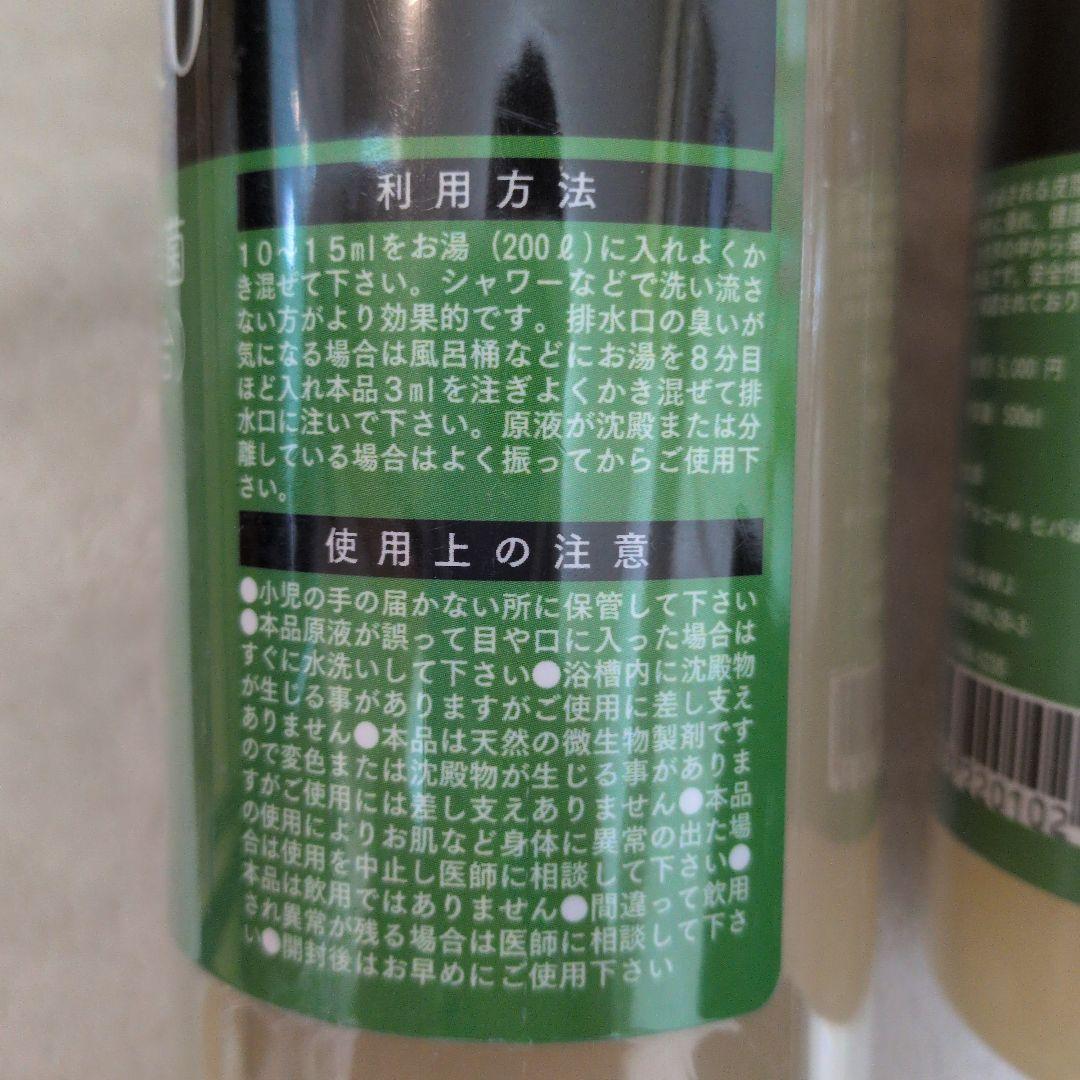 利用方法
10～15mlをお湯（200ℓ)に入れよくか
き混ぜて下さい。シャワーなどで洗い流さ
ない方がより効果的です。排水口の臭いが
気になる場合は風呂桶などにお湯を８分目
ほど入れ本品３mlを注ぎよくかき混ぜて排
水口に注いで下さい。原液が沈殿または分
離している場合はよく振ってからご使用下
さい。
使用上の注意
●小児の手の届かない所に保管して下さい
●本品原液が誤って目や口に入った場合は
すぐに水洗いして下さい●浴槽内に沈殿物
が生じる事がありますがご使用に差し支え
ありません●本品は天然の微生物製剤です
ので変色または沈殿物が生じる事がありま
すがご使用には差し支えありません●本品
の使用によりお肌など身体に異常の出た場
合は使用を中止し医師に相談して下さい●
本品は飲用ではありません●間違って飲用
され異常が残る場合は医師に相談して下さ
い●開封後はお早めにご使用下さい
菌
5,000 円
500ml
コール ヒバ油
220102